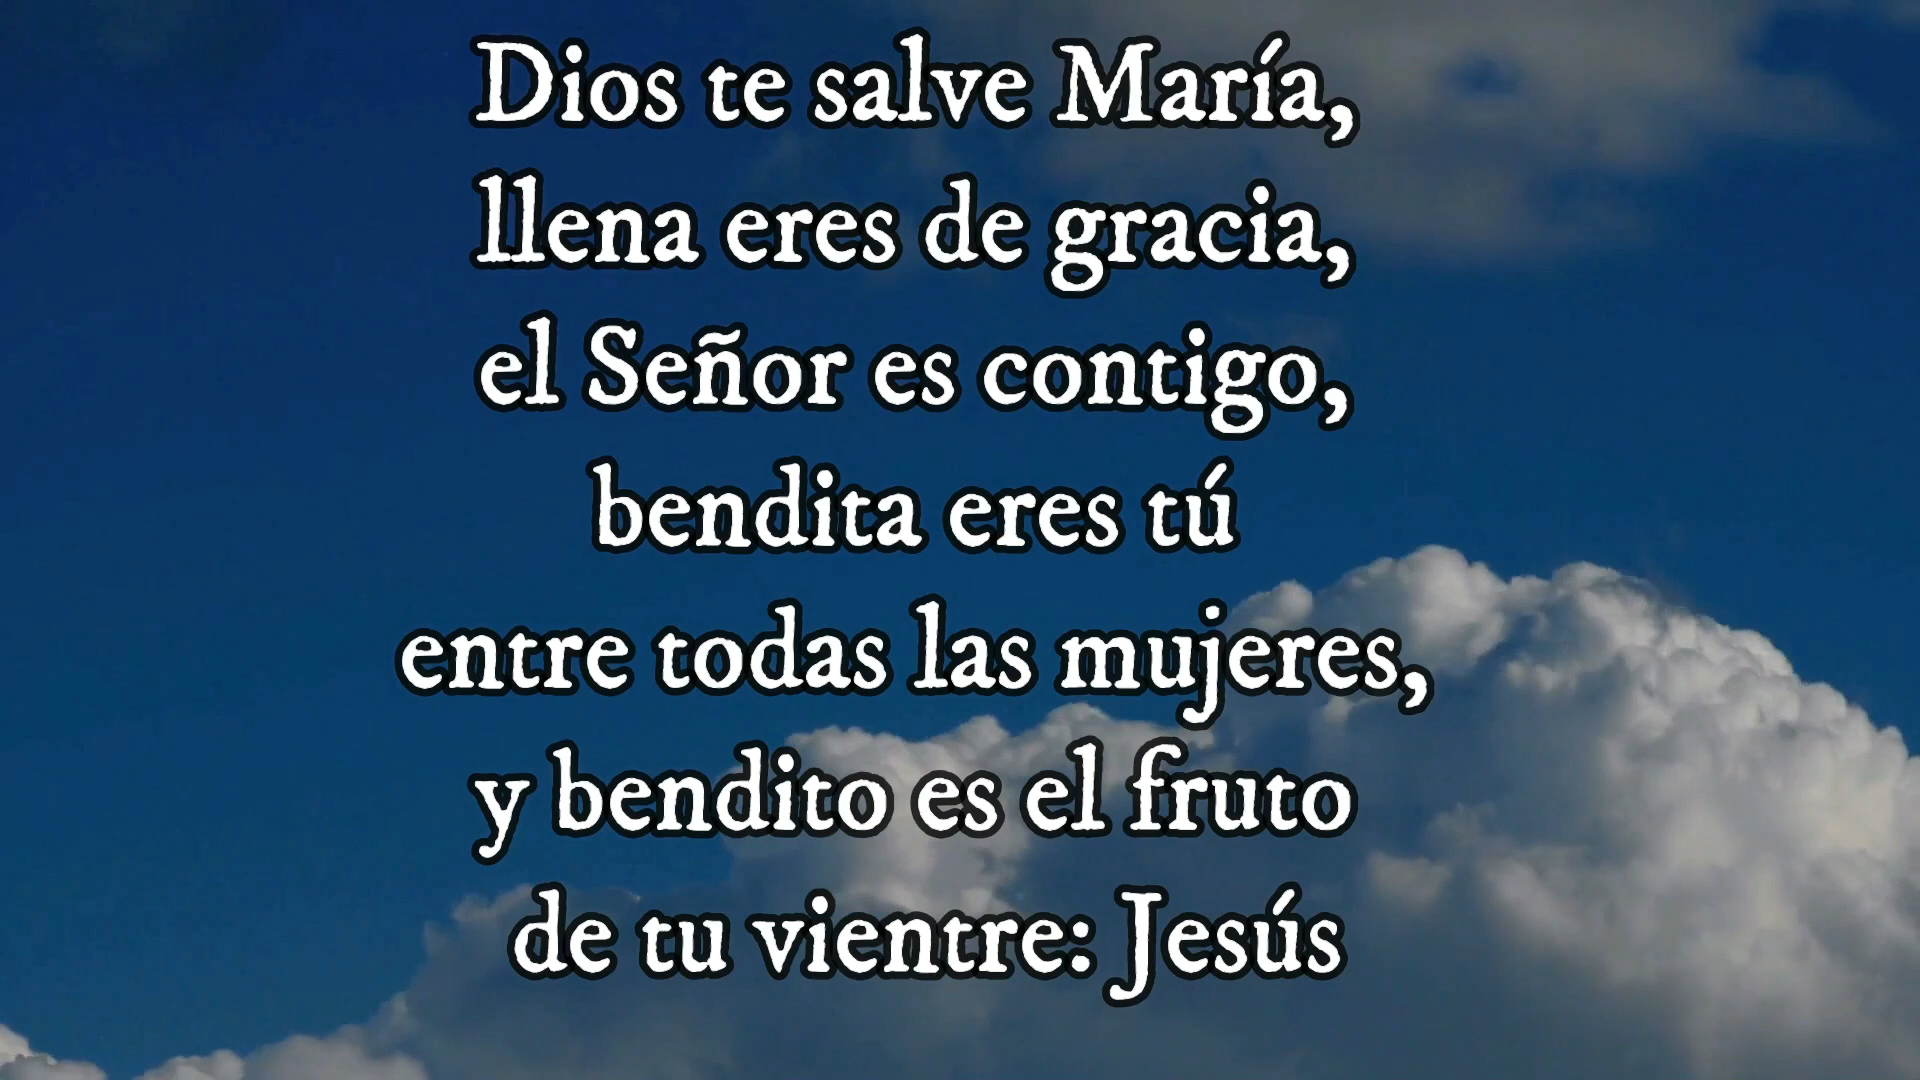 Dios te salve María,
llena eres de gracia,
el Señor es contigo,
bendita eres tú
entre todas las mujeres,
y bendito es el fruto
de tu vientre: Jesús